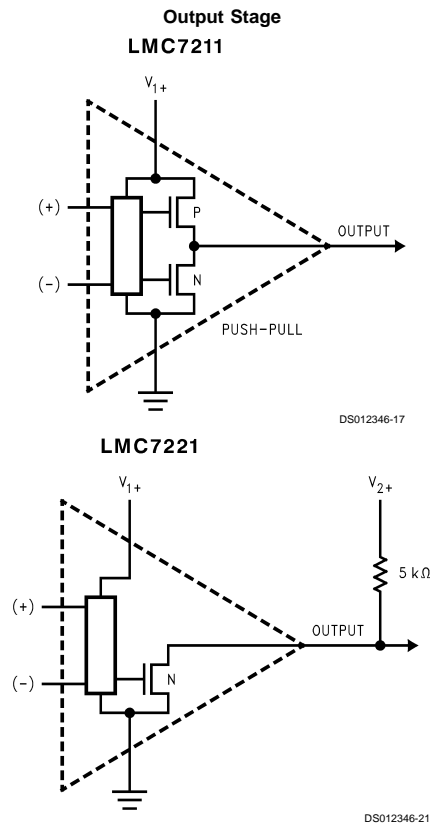 Output Stage
LMC7211
V1+
(+)
P
OUTPUT
(-)
N
PUSH-PULL
DS012346-17
LMC7221
V1+
V2+
5 kΩ
(+)
OUTPUT
(-)
N
DS012346-21